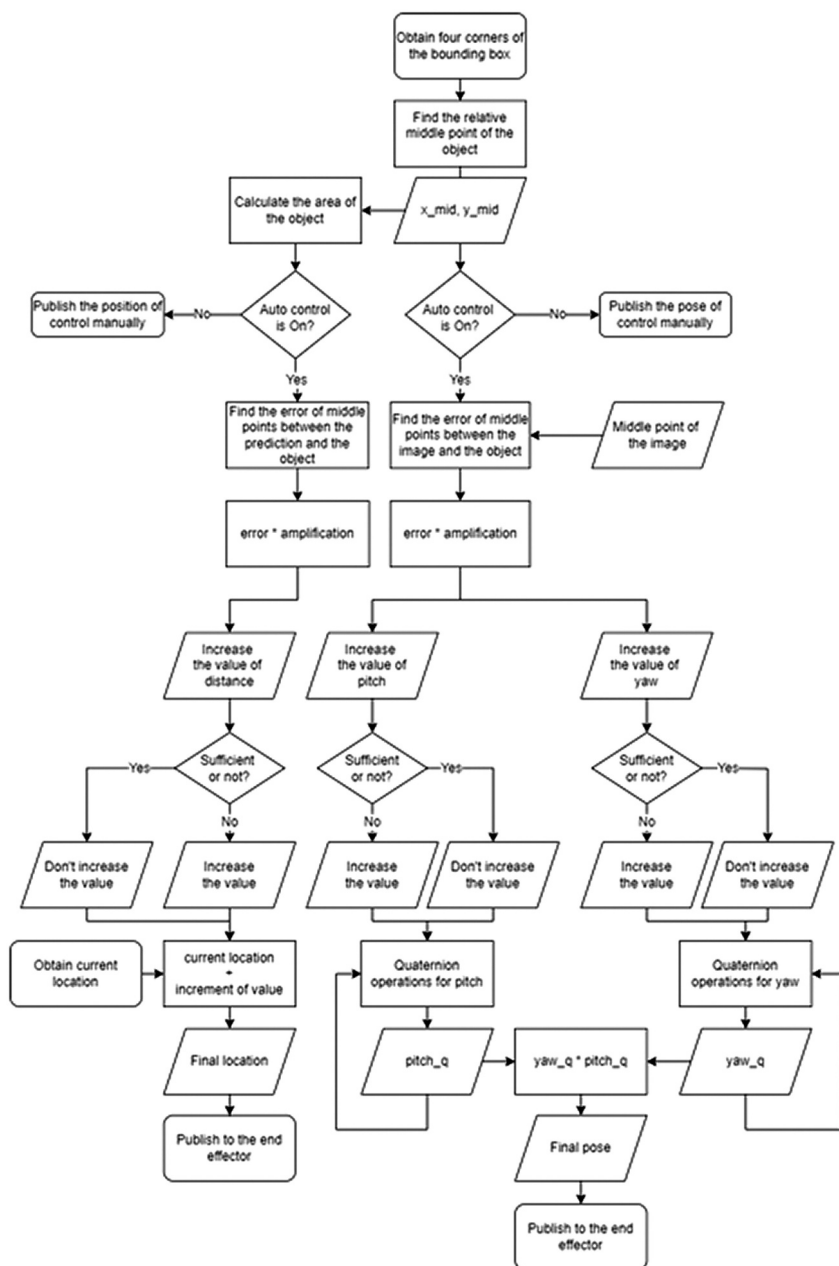 Obtain four corners of
the bounding box
Find the relative
middle point of the
object
Calculate the area of
the object
x_mid, y_mid
Publish the position of
control manually
No
Auto control
is On?
Auto control
is On?
No
Publish the pose of
control manually
Yes
Yes
Find the error of middle
points between the
prediction and the
object
Find the error of middle
points between the
image and the object
Middle point of
the image
error * amplification
error * amplification
Increase
the value of
distance
Increase
the value of
pitch
Increase
the value of
yaw
Yes
Sufficient
or not?
Sufficient
or not?
Yes
Sufficient
or not?
Yes
No
No
No
Don't increase
the value
Increase
the value
Increase
the value
Don't increase
the value
Increase
the value
Don't increase
the value
Obtain current
location
current location
+
increment of value
Quaternion
operations for pitch
Quaternion
operations for yaw
Final location
pitch_q
yaw_q * pitch_q
yaw_q
Publish to the end
effector
Final pose
Publish to the end
effector